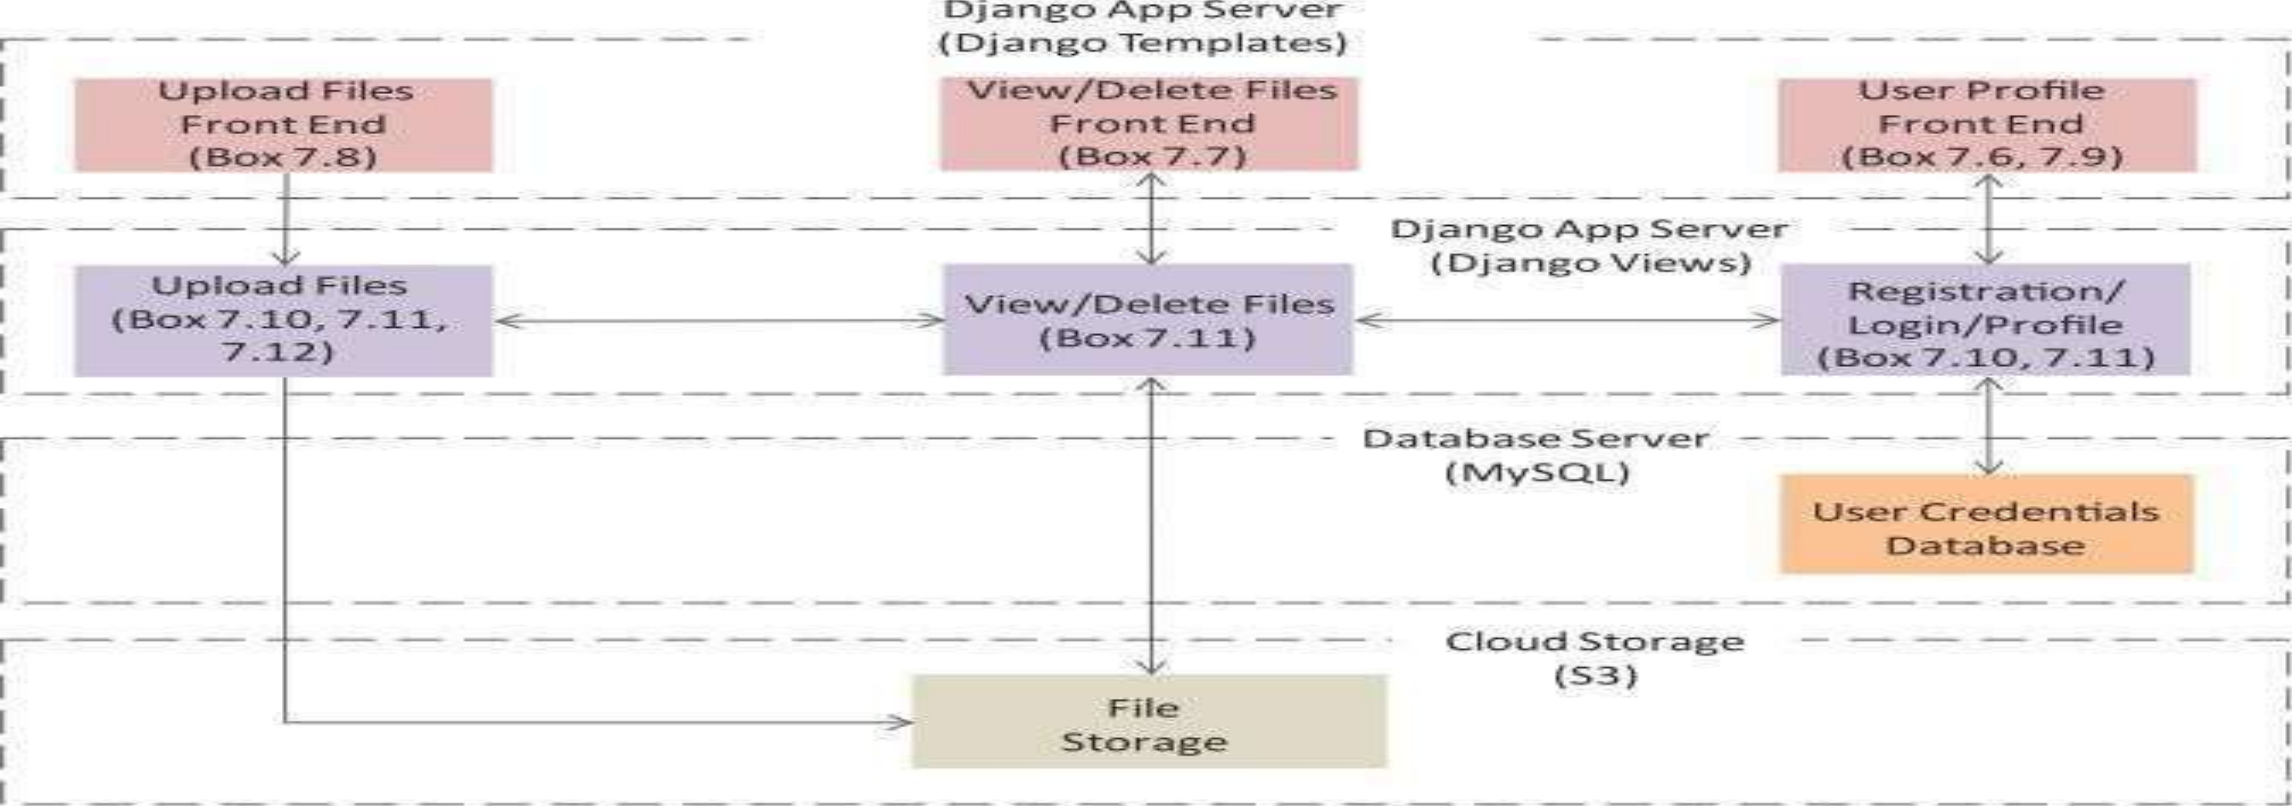 Django App Server
(Django Templates)
Upload Files
Front End
(Box 7.8)
View/Delete Files
Front End
(Box 7.7)
User Profile
Front End
(Box 7.6, 7.9)
Django App Server
(Django Views)
Upload Files
(Box 7.10, 7.11,
7.12)
View/Delete Files
(Box 7.11)
Registration/
Login/Profile
(Box 7.10, 7.11)
Database Server
(MySQL)
User Credentials
Database
Cloud Storage
(S3)
File
Storage